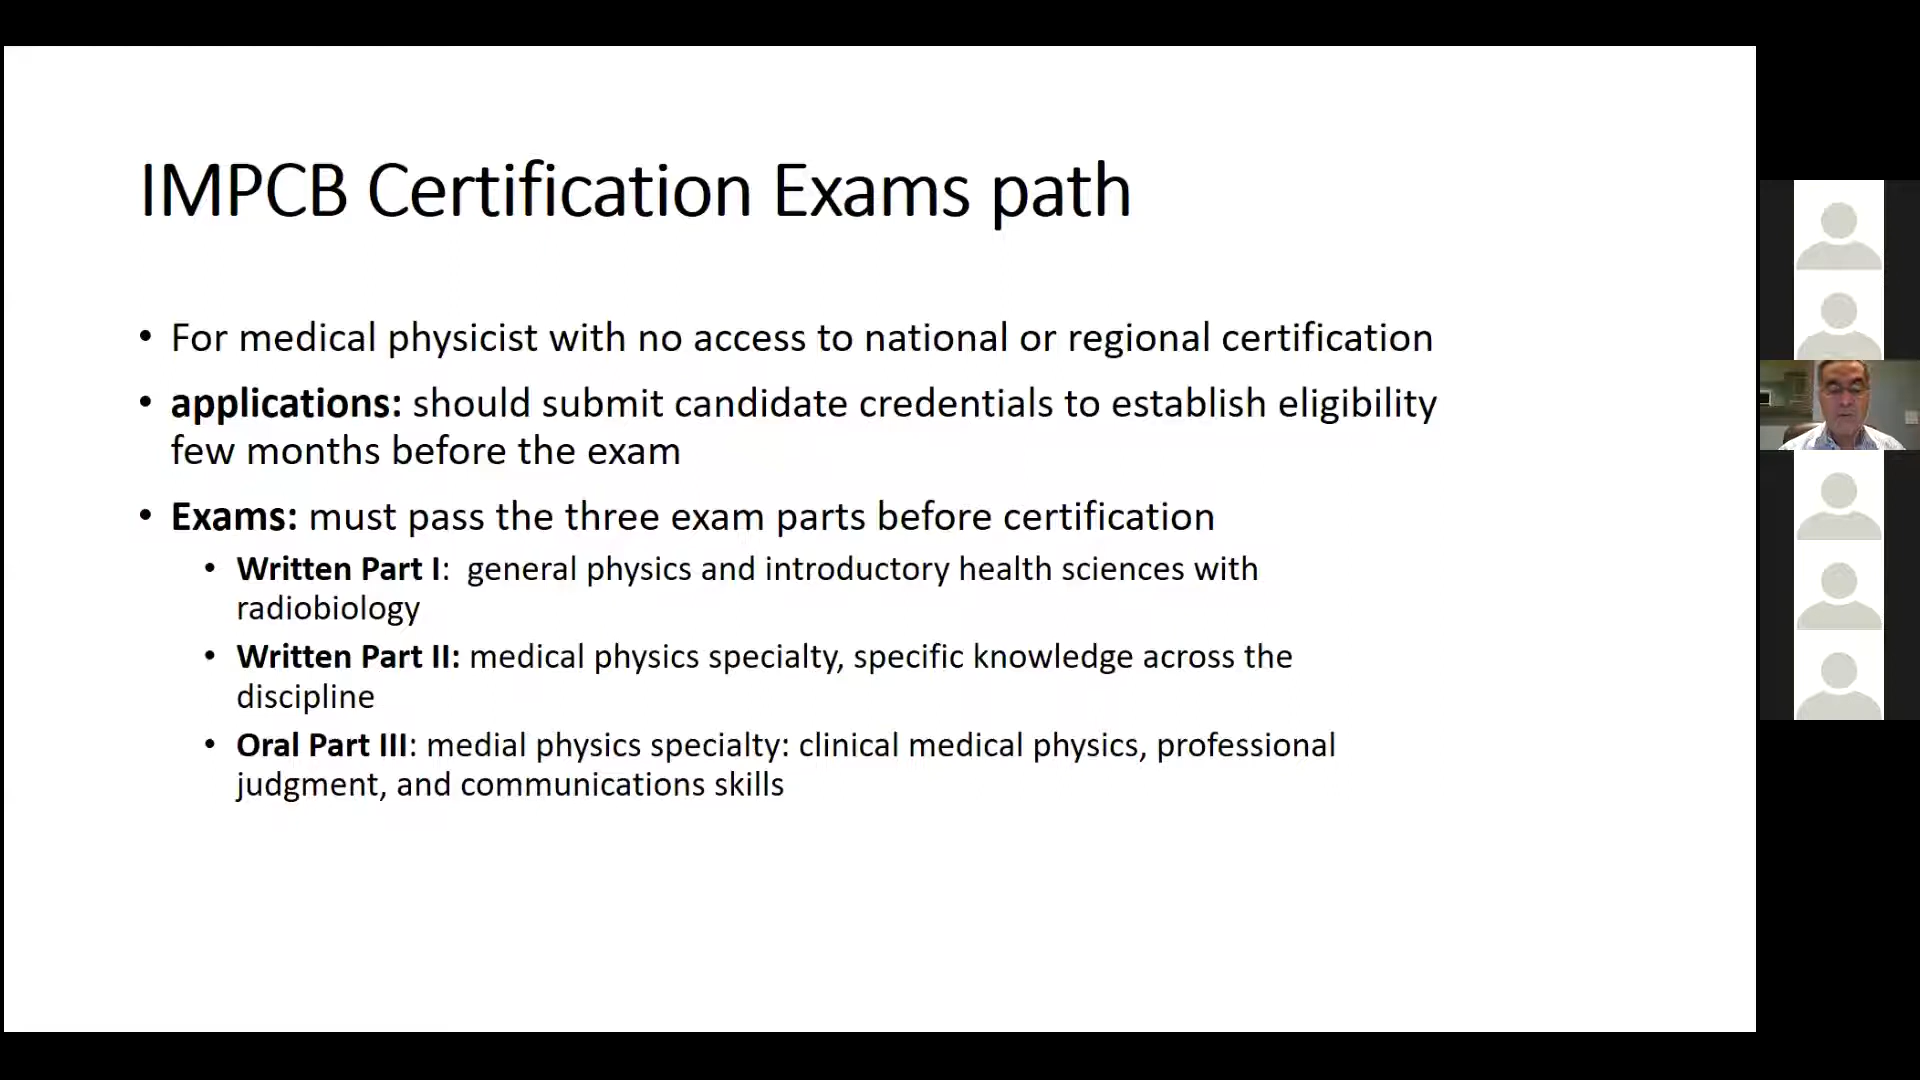 IMPCB Certification Exams path
• For medical physicist with no access to national or regional certification
• applications: should submit candidate credentials to establish eligibility
few months before the exam
• Exams: must pass the three exam parts before certification
• Written Part I:  general physics and introductory health sciences with
radiobiology
• Written Part II: medical physics specialty, specific knowledge across the
discipline
• Oral Part III: medial physics specialty: clinical medical physics, professional
judgment, and communications skills